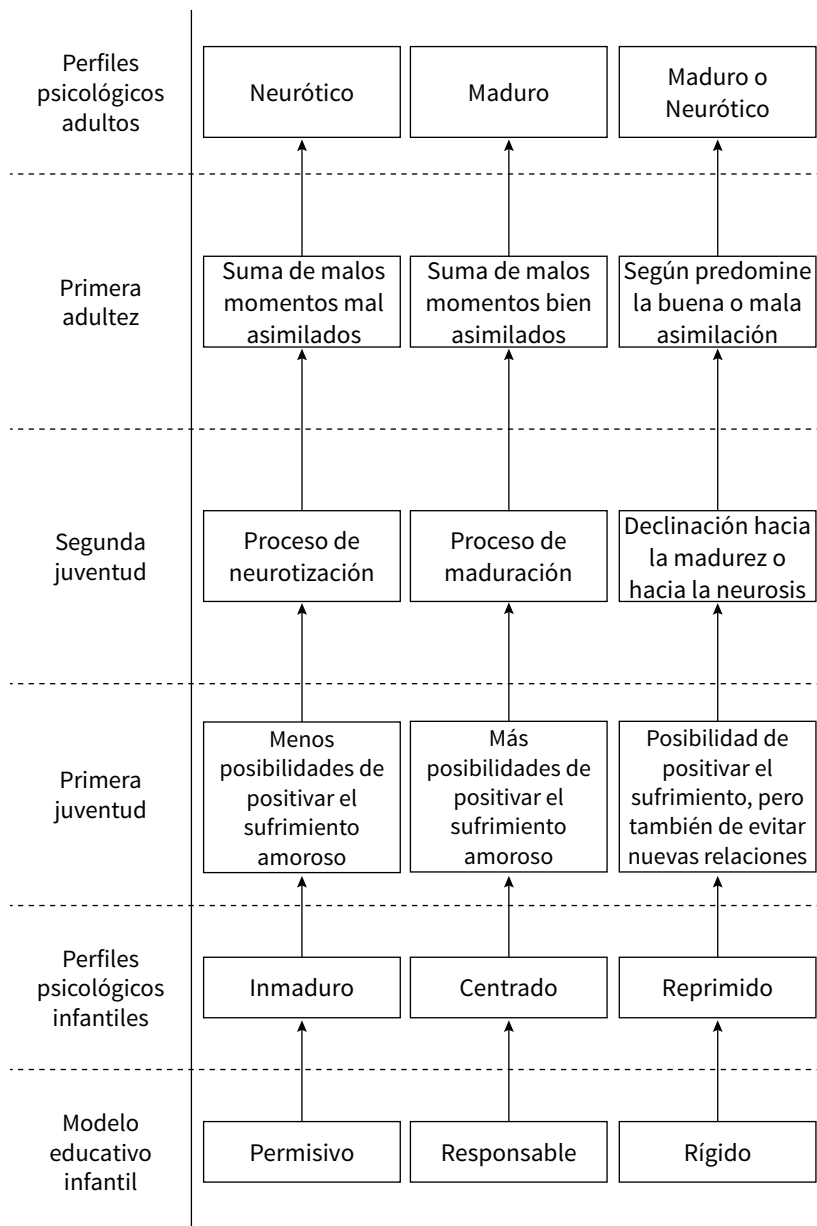 Perfiles
psicológicos
adultos
Neurótico
Maduro
Maduro o
Neurótico
Primera
adultez
Suma de malos
momentos mal
asimilados
Suma de malos
momentos bien
asimilados
Según predomine
la buena o mala
asimilación
Segunda
juventud
Proceso de
neurotización
Proceso de
maduración
Declinación hacia
la madurez o
hacia la neurosis
Primera
juventud
Menos
posibilidades de
positivar el
sufrimiento
amoroso
Más
posibilidades de
positivar el
sufrimiento
amoroso
Posibilidad de
positivar el
sufrimiento, pero
también de evitar
nuevas relaciones
Perfiles
psicológicos
infantiles
Inmaduro
Centrado
Reprimido
Modelo
educativo
infantil
Permisivo
Responsable
Rígido